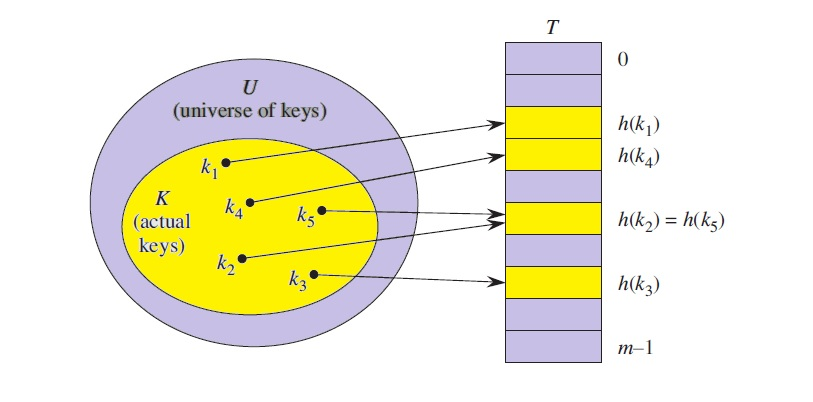 T
0
U
(universe of keys)
h(k₁)
k₁
h(k₄)
K
(actual
keys)
k₄
k₅
h(k₂) = h(k₅)
k₂
k₃
h(k₃)
m–1